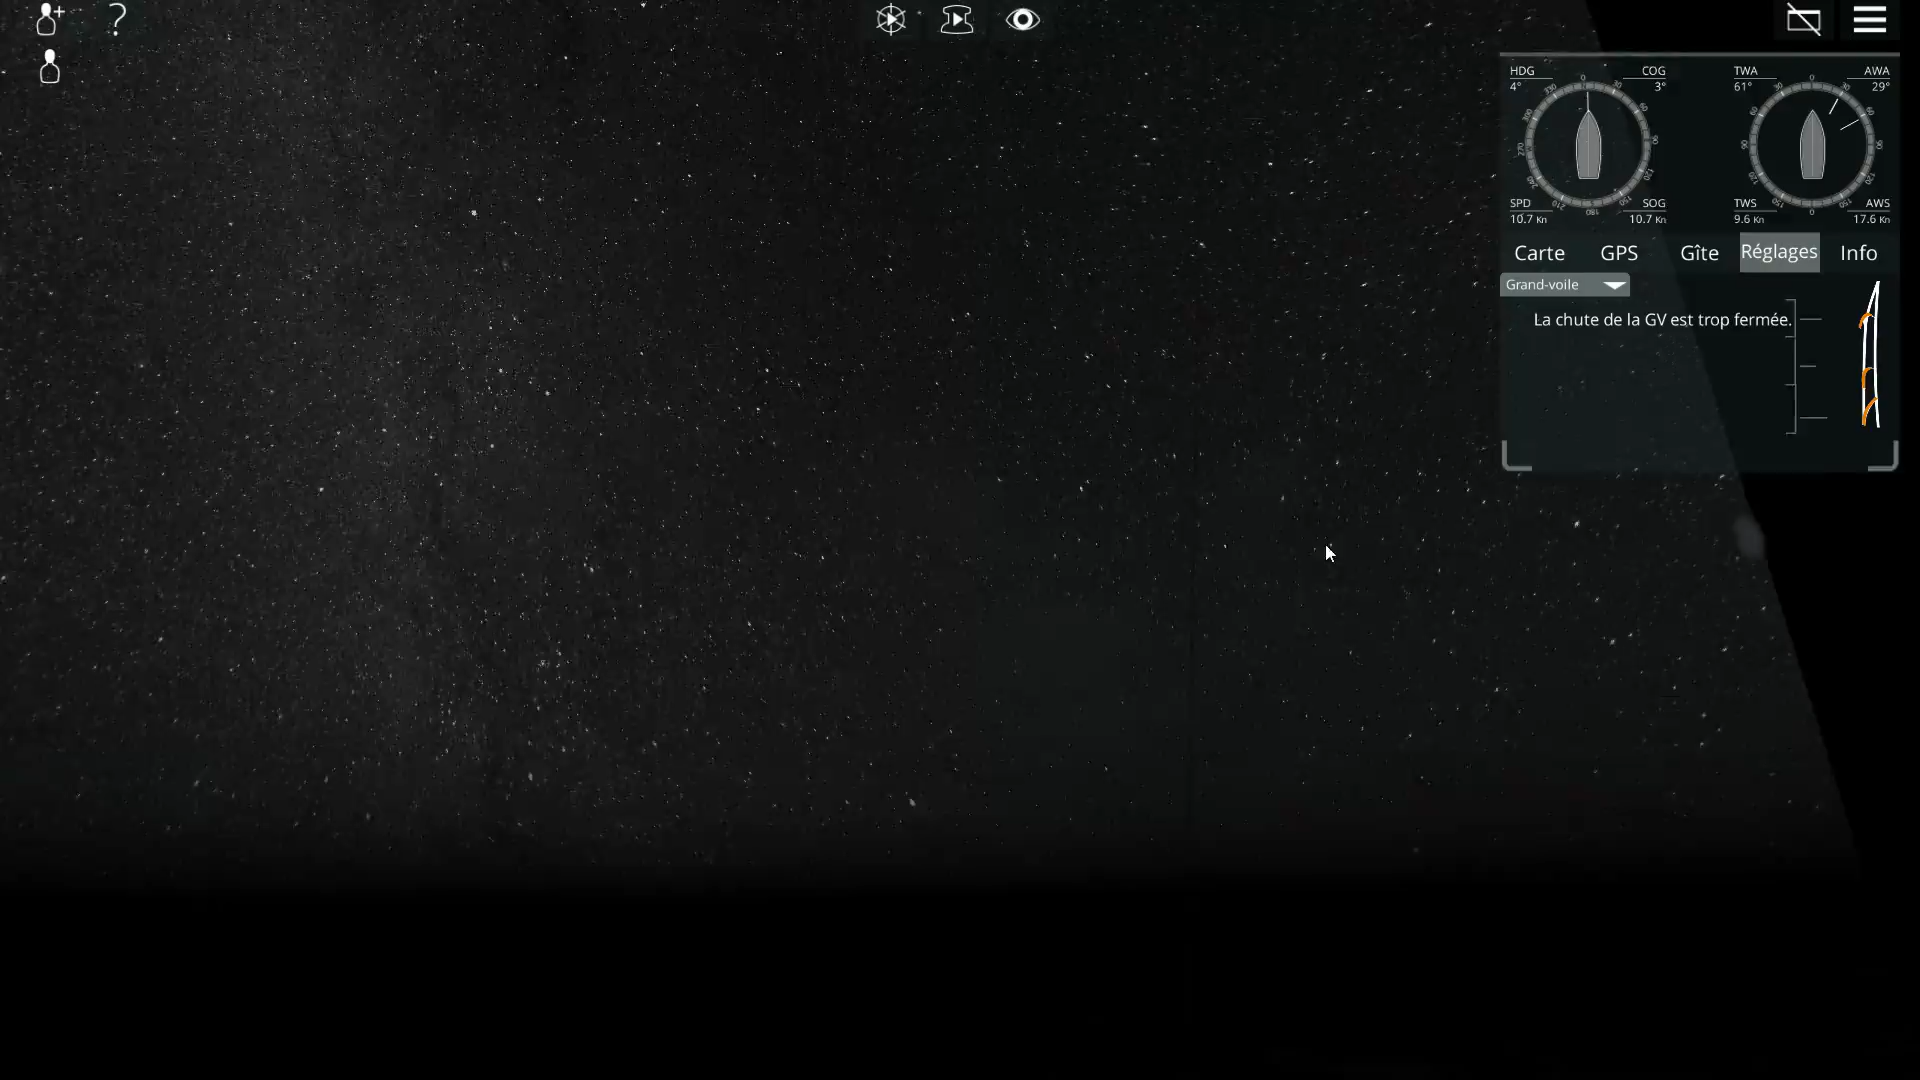 ?
HDG
4°
COG
3°
TWA
61°
AWA
29°
SPD
10.7 Kn
SOG
10.7 Kn
TWS
9.6 Kn
AWS
17.6 Kn
Carte GPS Gîte Réglages Info
Grand-voile
La chute de la GV est trop fermée.